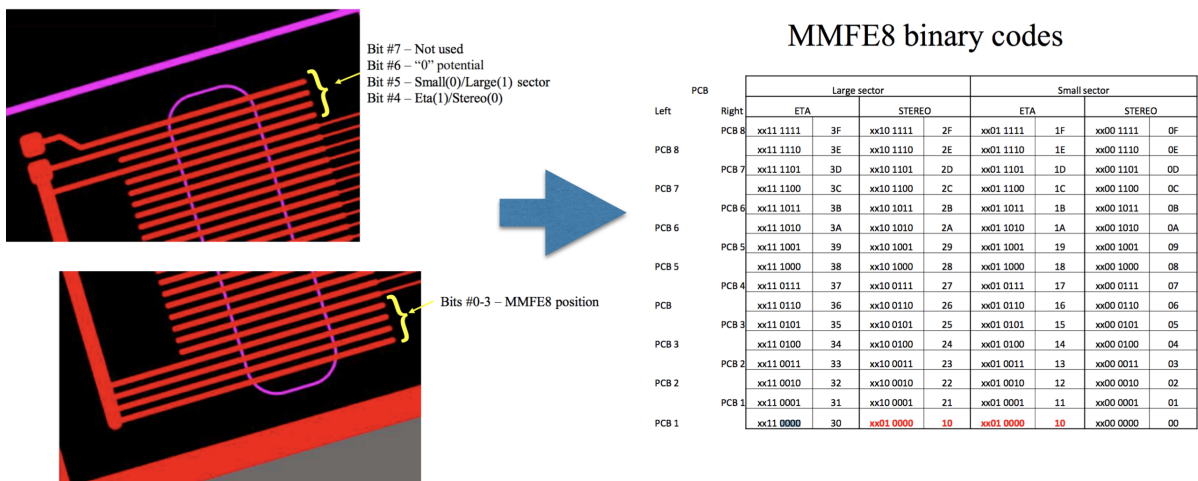 Bit #7 – Not used
Bit #6 – “0” potential
Bit #5 – Small(0)/Large(1) sector
Bit #4 – Eta(1)/Stereo(0)
Bits #0-3 – MMFE8 position
MMFE8 binary codes
PCB Large sector Small sector
Left Right ETA STEREO ETA STEREO
PCB 8 xx11 1111 3F xx10 1111 2F xx01 1111 1F xx00 1111 0F
PCB 8 xx11 1110 3E xx10 1110 2E xx01 1110 1E xx00 1110 0E
PCB 7 xx11 1101 3D xx10 1101 2D xx01 1101 1D xx00 1101 0D
PCB 7 xx11 1100 3C xx10 1100 2C xx01 1100 1C xx00 1100 0C
PCB 6 xx11 1011 3B xx10 1011 2B xx01 1011 1B xx00 1011 0B
PCB 6 xx11 1010 3A xx10 1010 2A xx01 1010 1A xx00 1010 0A
PCB 5 xx11 1001 39 xx10 1001 29 xx01 1001 19 xx00 1001 09
PCB 5 xx11 1000 38 xx10 1000 28 xx01 1000 18 xx00 1000 08
PCB 4 xx11 0111 37 xx10 0111 27 xx01 0111 17 xx00 0111 07
PCB xx11 0110 36 xx10 0110 26 xx01 0110 16 xx00 0110 06
PCB 3 xx11 0101 35 xx10 0101 25 xx01 0101 15 xx00 0101 05
PCB 3 xx11 0100 34 xx10 0100 24 xx01 0100 14 xx00 0100 04
PCB 2 xx11 0011 33 xx10 0011 23 xx01 0011 13 xx00 0011 03
PCB 2 xx11 0010 32 xx10 0010 22 xx01 0010 12 xx00 0010 02
PCB 1 xx11 0001 31 xx10 0001 21 xx01 0001 11 xx00 0001 01
PCB 1 xx11 0000 30 xx01 0000 10 xx01 0000 10 xx00 0000 00